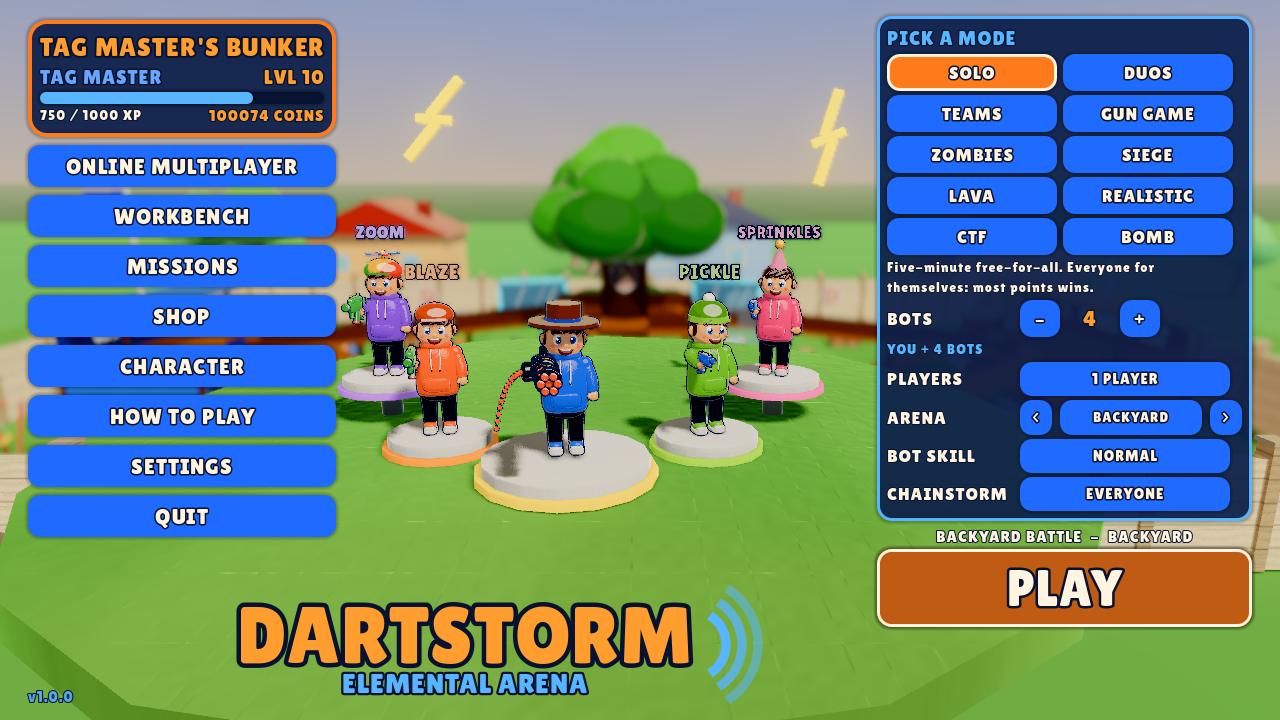 TAG MASTER'S BUNKER
TAG MASTER LVL 10
750 / 1000 XP 100074 COINS
ONLINE MULTIPLAYER
WORKBENCH
MISSIONS
SHOP
CHARACTER
HOW TO PLAY
SETTINGS
QUIT
ZOOM
BLAZE
PICKLE
SPRINKLES
DARTSTORM
ELEMENTAL ARENA
v1.0.0
PICK A MODE
SOLO DUOS
TEAMS GUN GAME
ZOMBIES SIEGE
LAVA REALISTIC
CTF BOMB
Five-minute free-for-all. Everyone for
themselves: most points wins.
BOTS - 4 +
YOU + 4 BOTS
PLAYERS 1 PLAYER
ARENA < BACKYARD >
BOT SKILL NORMAL
CHAINSTORM EVERYONE
BACKYARD BATTLE - BACKYARD
PLAY